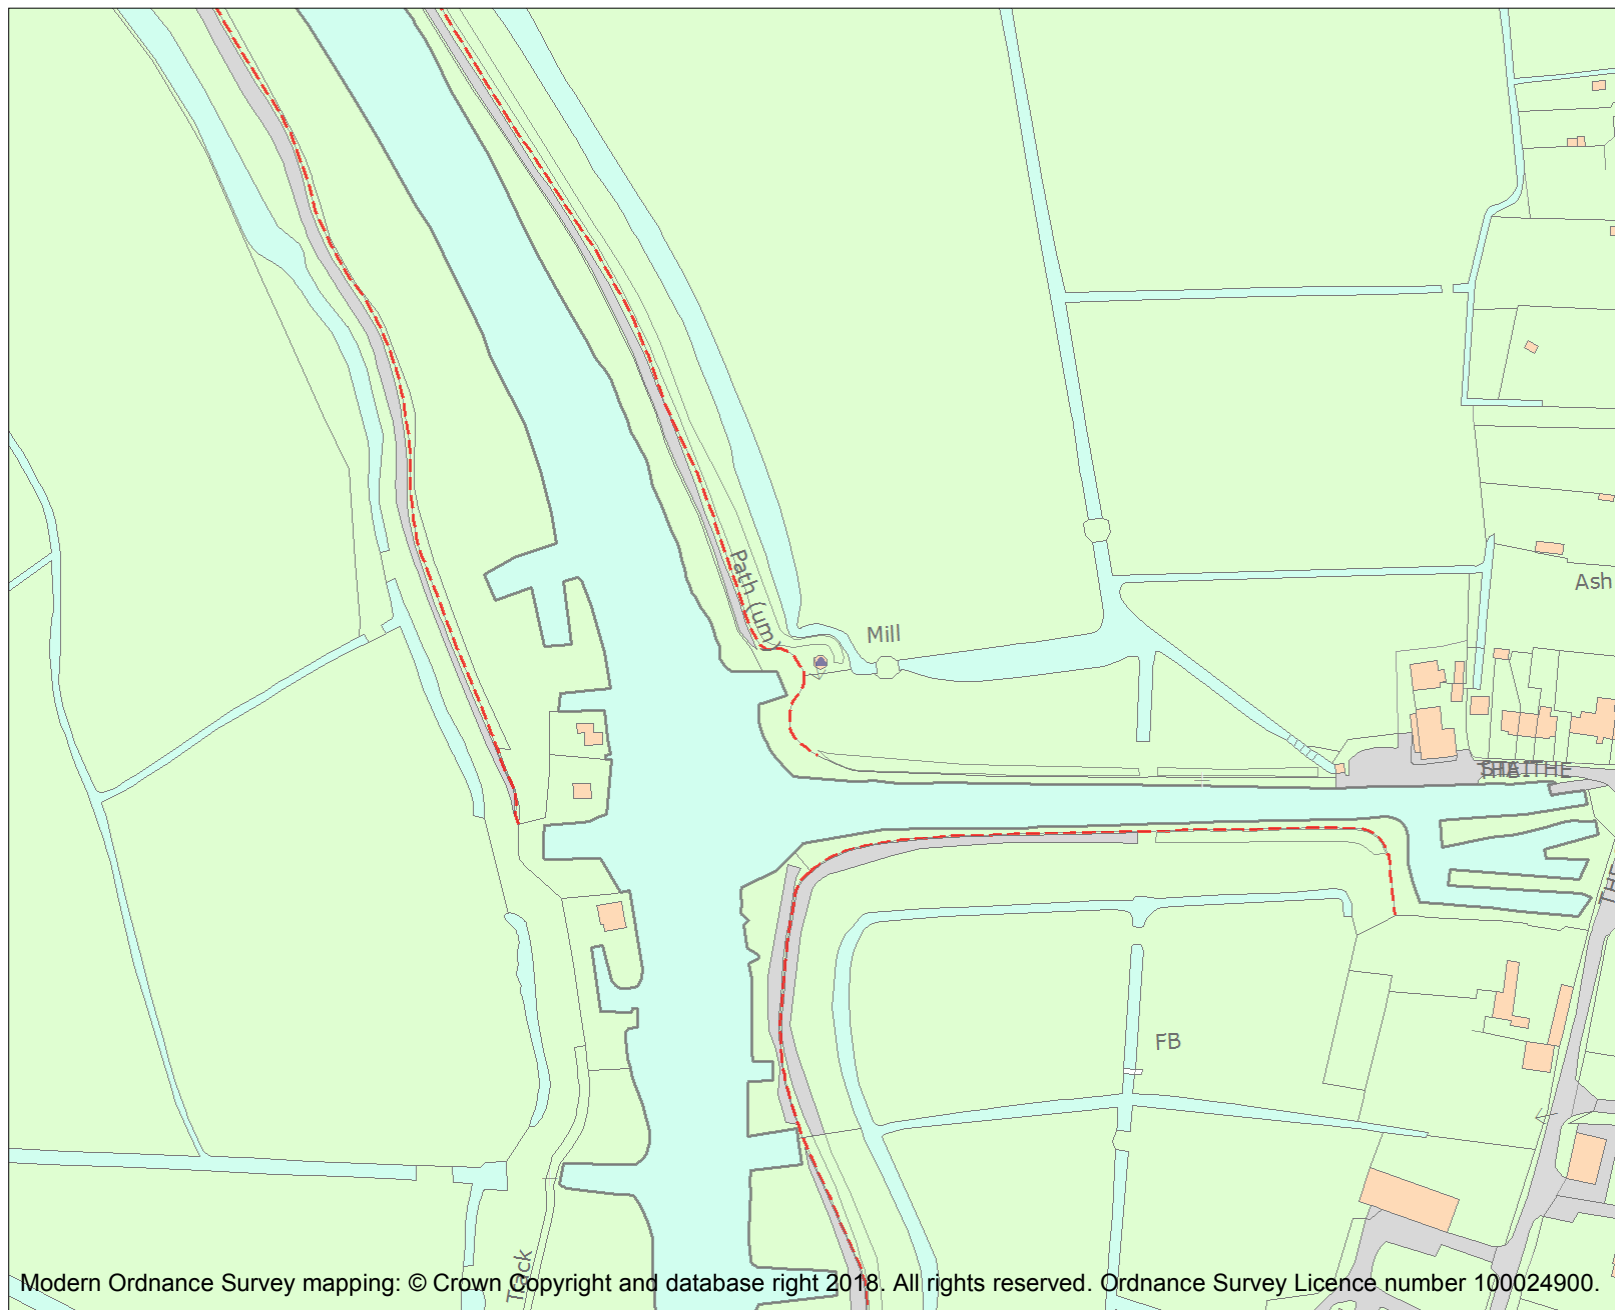 Path (um)
Mill
Ash
THE
STAITHE
FB
Track
Modern Ordnance Survey mapping: © Crown Copyright and database right 2018. All rights reserved. Ordnance Survey Licence number 100024900.